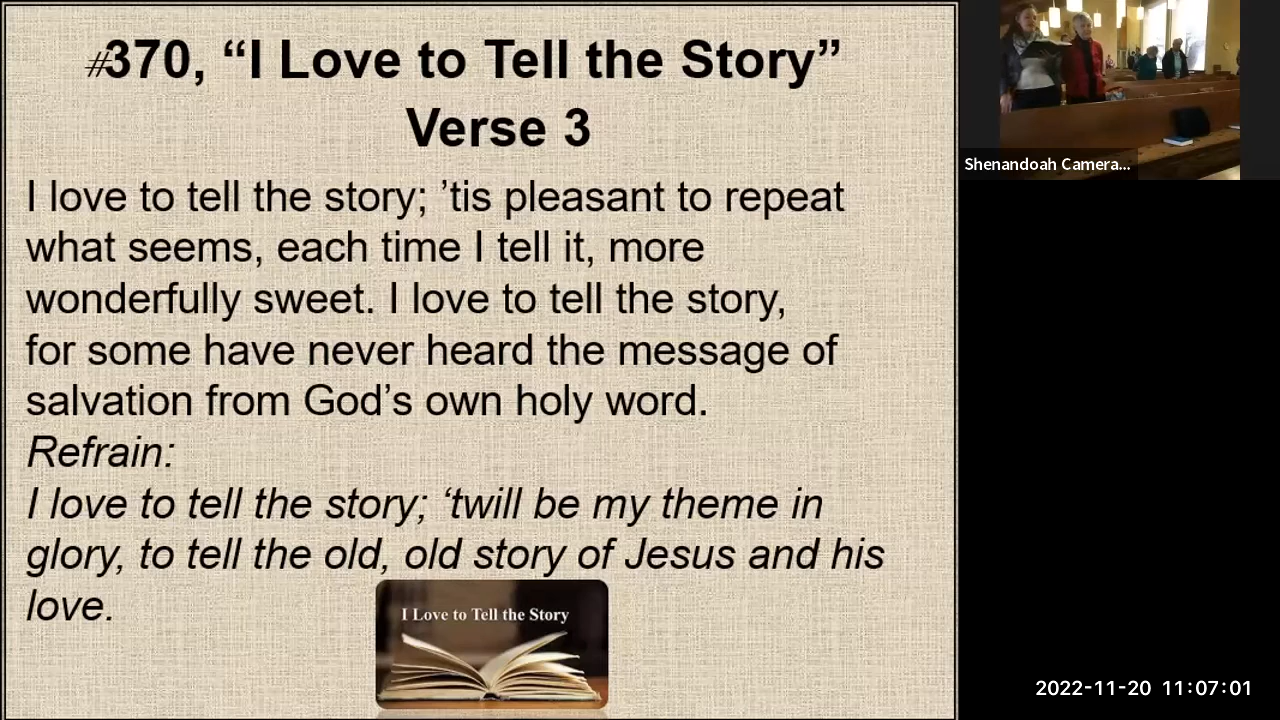 #370, “I Love to Tell the Story”
Verse 3
I love to tell the story; ’tis pleasant to repeat
what seems, each time I tell it, more
wonderfully sweet. I love to tell the story,
for some have never heard the message of
salvation from God’s own holy word.
Refrain:
I love to tell the story; ‘twill be my theme in
glory, to tell the old, old story of Jesus and his
love.
I Love to Tell the Story
Shenandoah Camera...
2022-11-20 11:07:01